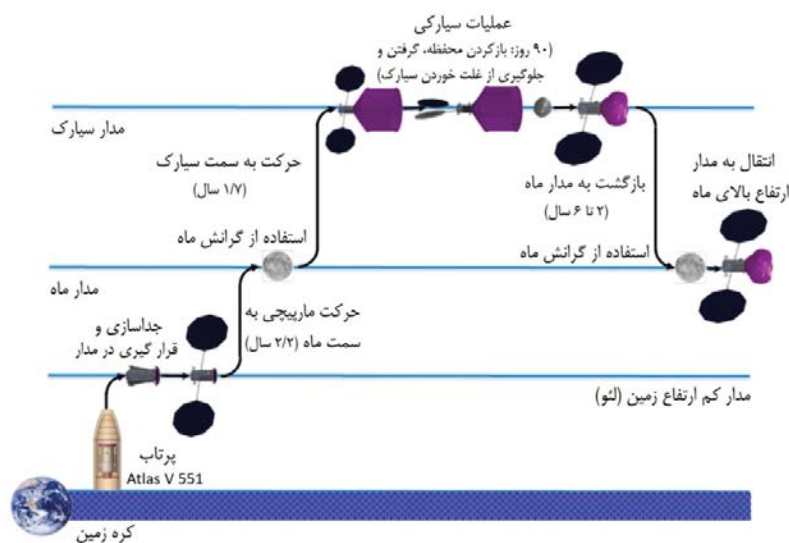 عملیات سیارکی
(۹۰ روز: بازکردن محفظه، گرفتن و
جلوگیری از غلت خوردن سیارک)
مدار سیارک
حرکت به سمت سیارک
(۱/۷ سال)
بازگشت به مدار ماه
(۲ تا ۶ سال)
انتقال به مدار
ارتفاع بالای ماه
استفاده از گرانش ماه
استفاده از گرانش ماه
مدار ماه
حرکت مارپیچی به
سمت ماه (۲/۲ سال)
جداسازی و
قرار گیری در مدار
مدار کم ارتفاع زمین (لئو)
پرتاب
Atlas V 551
کره زمین